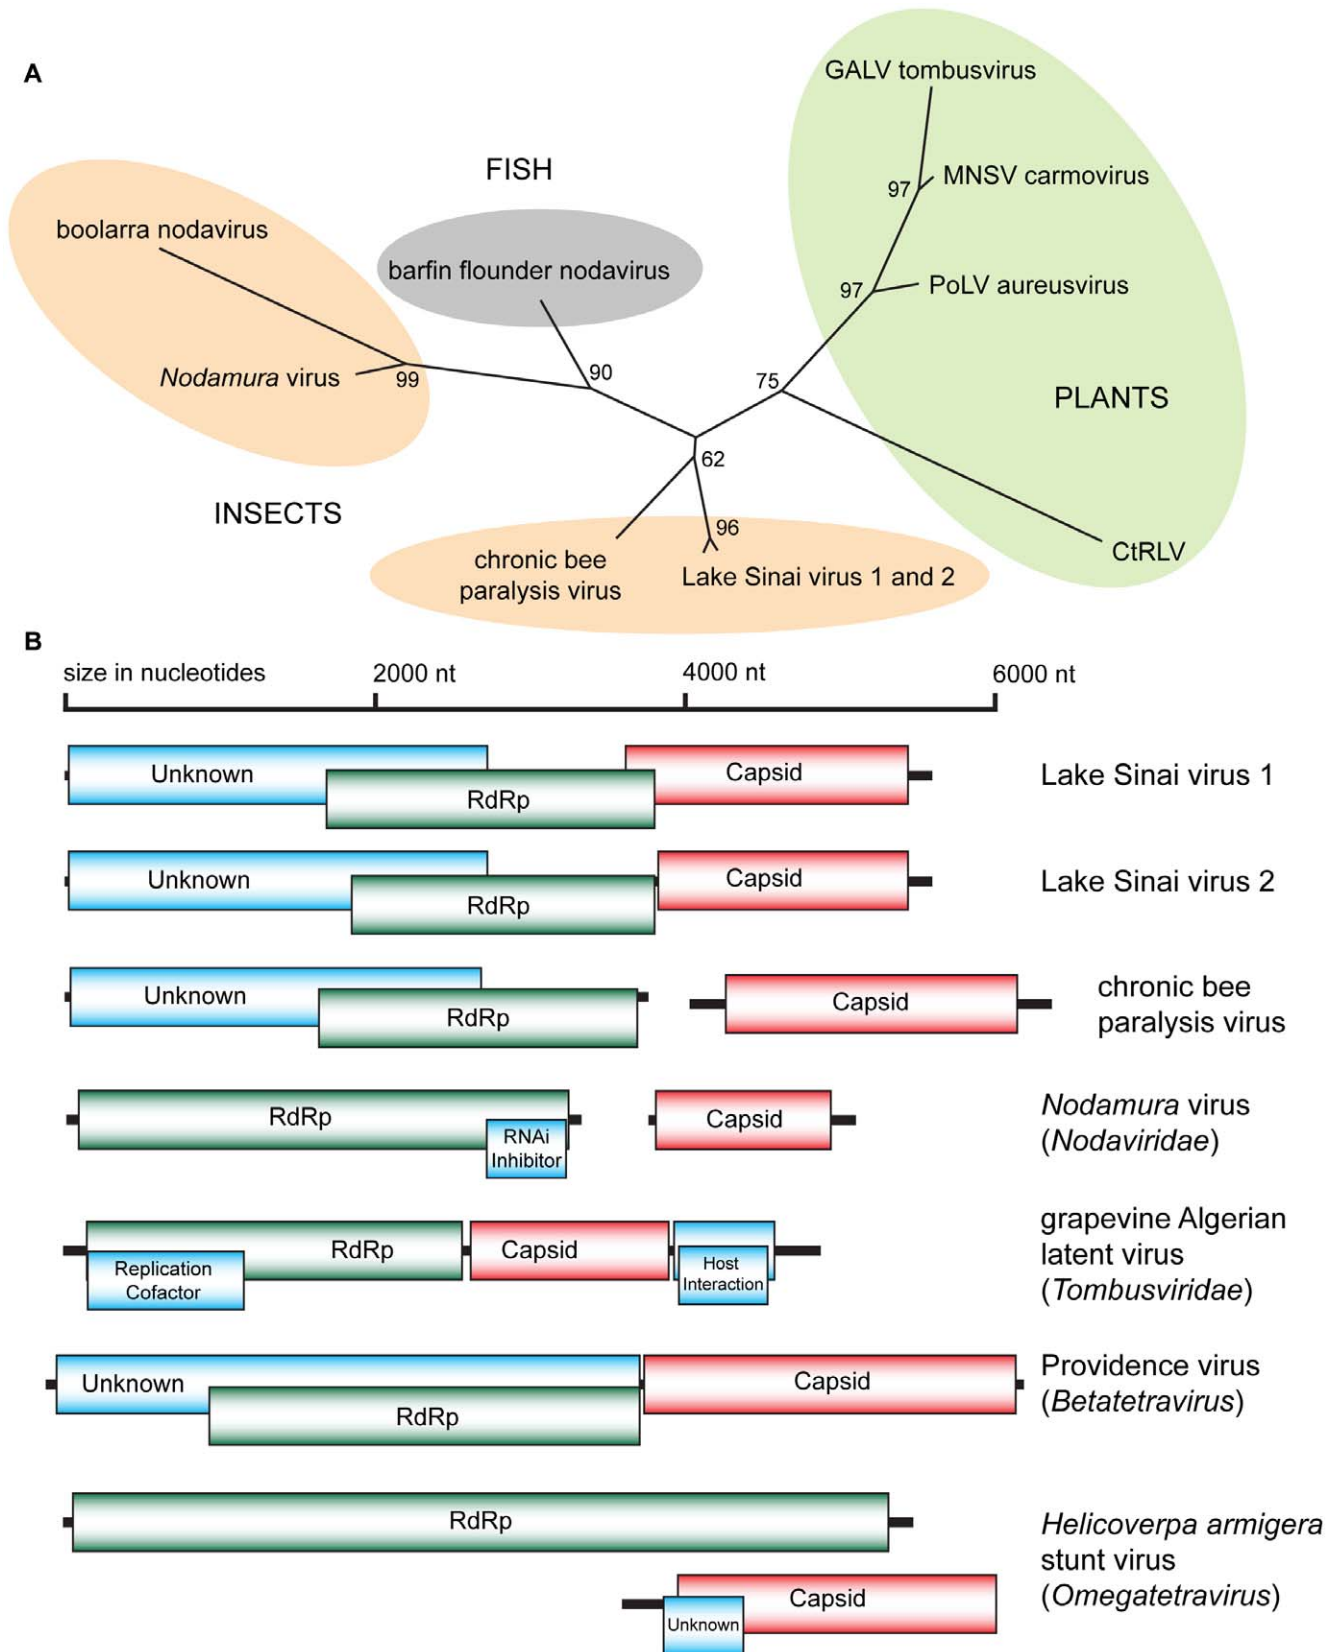 A
GALV tombusvirus
FISH
MNSV carmovirus
97
boolarra nodavirus
barfin flounder nodavirus
PoLV aureusvirus
97
Nodamura virus
99
90
75
PLANTS
62
INSECTS
96
chronic bee
paralysis virus
Lake Sinai virus 1 and 2
CtRLV
B
size in nucleotides
2000 nt
4000 nt
6000 nt
Unknown
RdRp
Capsid
Lake Sinai virus 1
Unknown
RdRp
Capsid
Lake Sinai virus 2
Unknown
RdRp
Capsid
chronic bee
paralysis virus
RdRp
RNAi
Inhibitor
Capsid
Nodamura virus
(Nodaviridae)
RdRp
Replication
Cofactor
Capsid
Host
Interaction
grapevine Algerian
latent virus
(Tombusviridae)
Unknown
RdRp
Capsid
Providence virus
(Betatetravirus)
RdRp
Capsid
Unknown
Helicoverpa armigera
stunt virus
(Omegatetravirus)